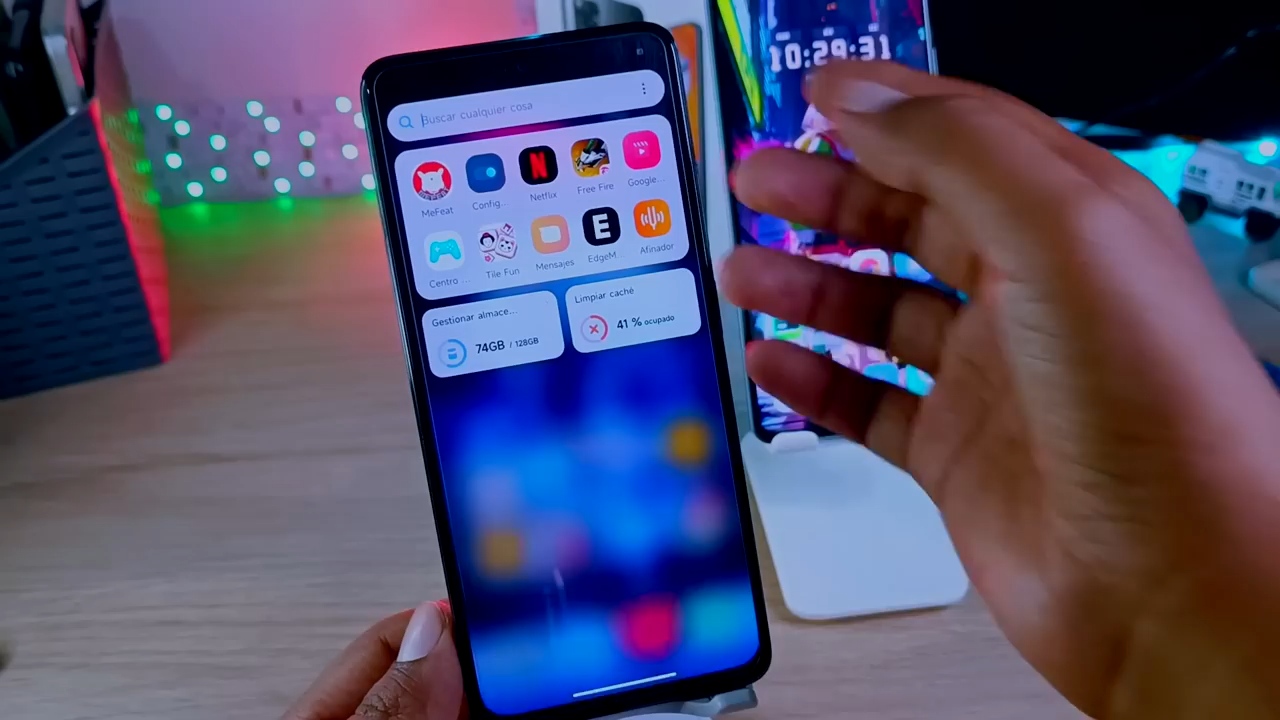 10:29:31
Buscar cualquier cosa
MeFeat
Config...
Netflix
Free Fire
Google...
Centro ...
Tile Fun
Mensajes
EdgeM...
Afinador
Gestionar almace...
74GB / 128GB
Limpiar caché
41 % ocupado